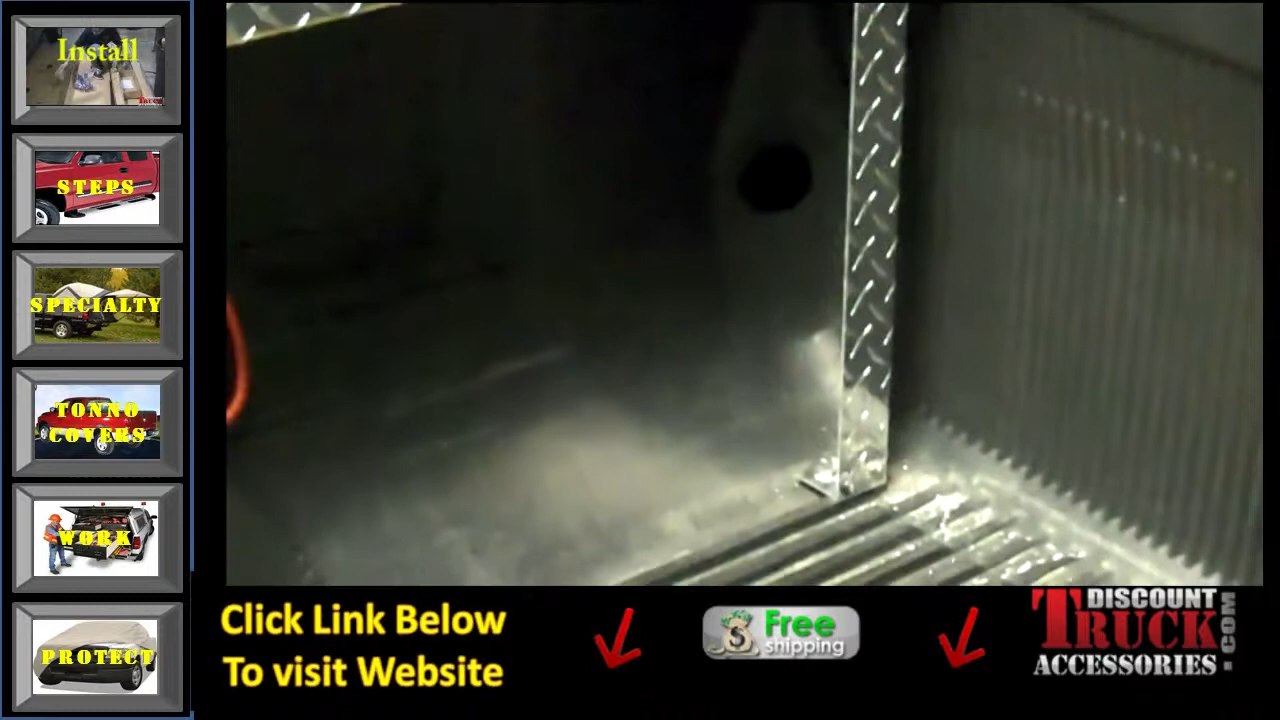 Install
TRUCK
STEPS
SPECIALTY
TONNO
COVERS
WORK
PROTECT
Click Link Below
To visit Website
Free
shipping
DISCOUNT
TRUCK
ACCESSORIES
.COM